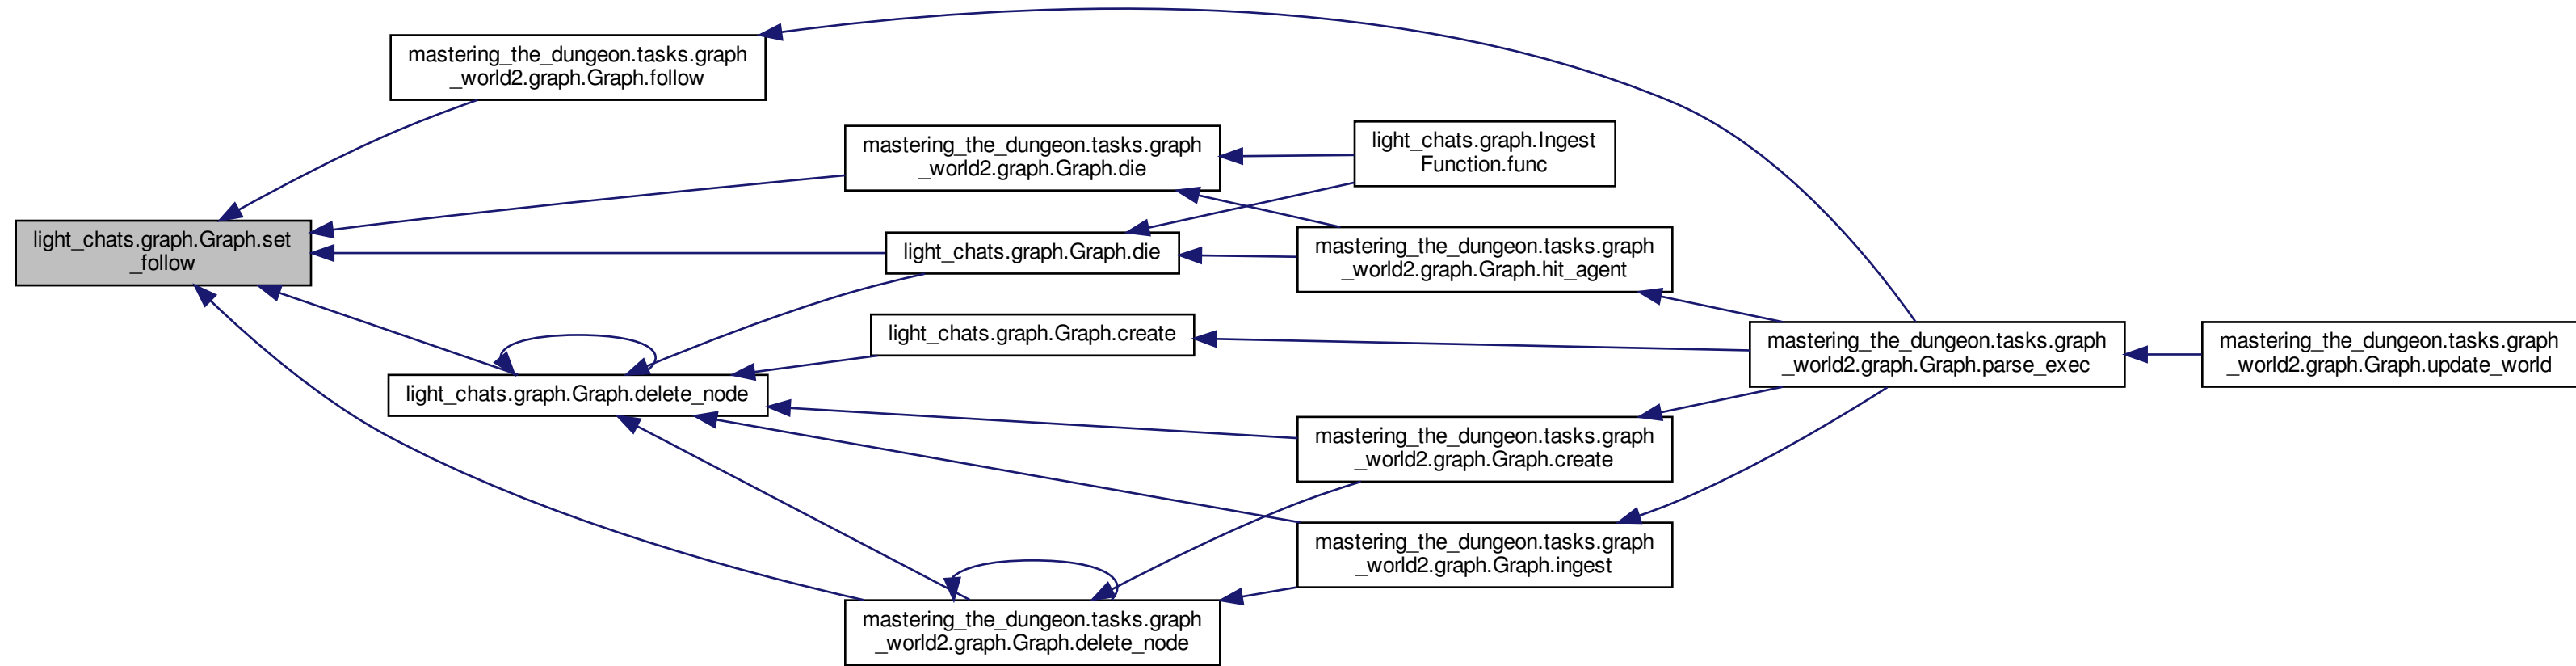 mastering_the_dungeon.tasks.graph
_world2.graph.Graph.follow
mastering_the_dungeon.tasks.graph
_world2.graph.Graph.die
light_chats.graph.Ingest
Function.func
light_chats.graph.Graph.set
_follow
light_chats.graph.Graph.die
mastering_the_dungeon.tasks.graph
_world2.graph.Graph.hit_agent
light_chats.graph.Graph.create
mastering_the_dungeon.tasks.graph
_world2.graph.Graph.parse_exec
mastering_the_dungeon.tasks.graph
_world2.graph.Graph.update_world
light_chats.graph.Graph.delete_node
mastering_the_dungeon.tasks.graph
_world2.graph.Graph.create
mastering_the_dungeon.tasks.graph
_world2.graph.Graph.ingest
mastering_the_dungeon.tasks.graph
_world2.graph.Graph.delete_node